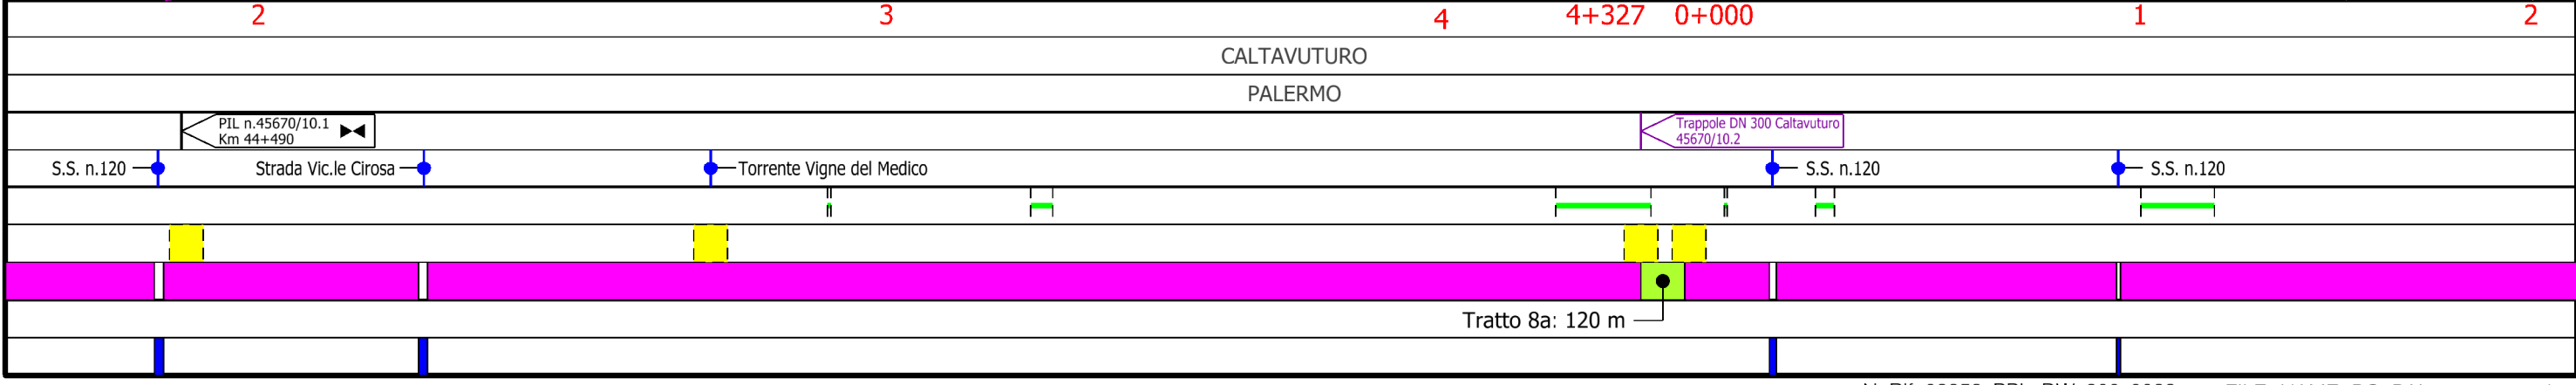 2 3 4 4+327 0+000 1 2
CALTAVUTURO
PALERMO
PIL n.45670/10.1
Km 44+490
Trappole DN 300 Caltavuturo
45670/10.2
S.S. n.120 Strada Vic.le Cirosa Torrente Vigne del Medico S.S. n.120 S.S. n.120
Tratto 8a: 120 m